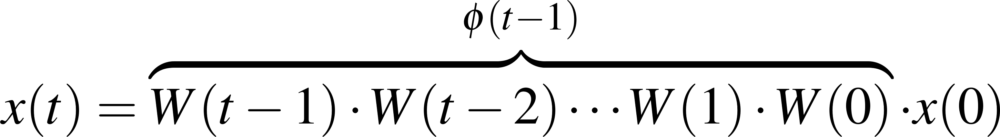 ϕ(t−1)
x(t) = W(t − 1) · W(t − 2) ··· W(1) · W(0) · x(0)